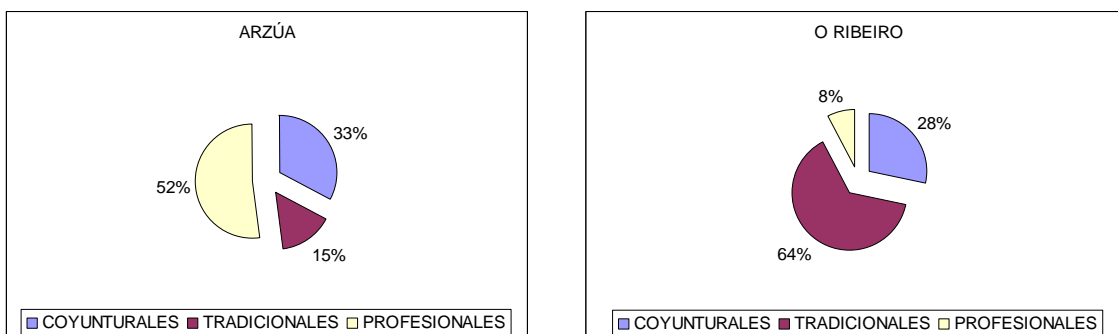 ARZÚA
33%
52%
15%
COYUNTURALES TRADICIONALES PROFESIONALES
O RIBEIRO
8%
28%
64%
COYUNTURALES TRADICIONALES PROFESIONALES